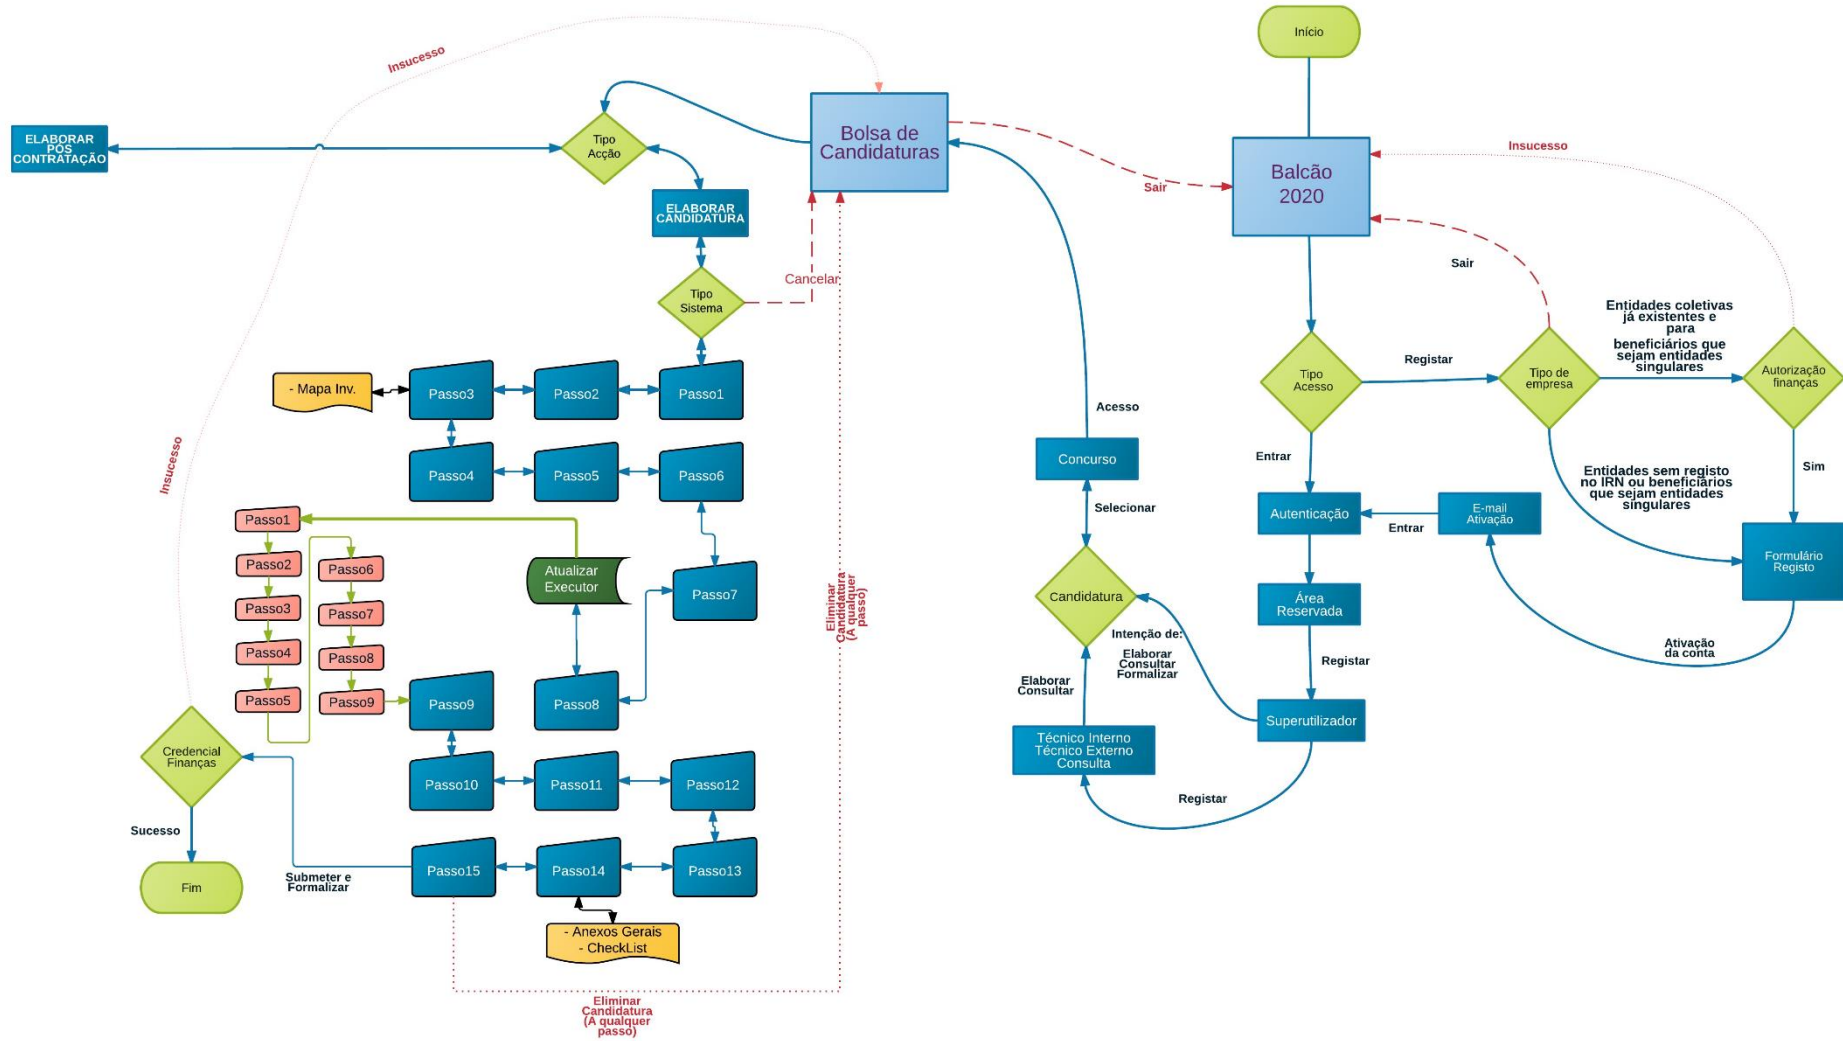 Início
Insucesso
Bolsa de
Candidaturas
Balcão
2020
Insucesso
ELABORAR
PÓS
CONTRATAÇÃO
Tipo
Acção
Sair
ELABORAR
CANDIDATURA
Sair
Cancelar
Tipo
Sistema
Entidades coletivas
já existentes e
para
beneficiários que
sejam entidades
singulares
Registar
Tipo
Acesso
Tipo de
empresa
Autorização
finanças
- Mapa Inv.
Passo3
Passo2
Passo1
Acesso
Insucesso
Passo4
Passo5
Passo6
Concurso
Entrar
Entidades sem registo
no IRN ou beneficiários
que sejam entidades
singulares
Sim
Selecionar
Autenticação
Entrar
E-mail
Ativação
Passo1
Passo2
Passo3
Passo4
Passo5
Passo6
Passo7
Passo8
Passo9
Atualizar
Executor
Passo7
Eliminar
Candidatura
(A qualquer
passo)
Candidatura
Área
Reservada
Formulário
Registo
Intenção de:
Elaborar
Consultar
Formalizar
Registar
Ativação
da conta
Elaborar
Consultar
Passo9
Passo8
Superutilizador
Técnico Interno
Técnico Externo
Consulta
Registar
Credencial
Finanças
Passo10
Passo11
Passo12
Sucesso
Passo15
Passo14
Passo13
Submeter e
Formalizar
Fim
- Anexos Gerais
- CheckList
Eliminar
Candidatura
(A qualquer
passo)